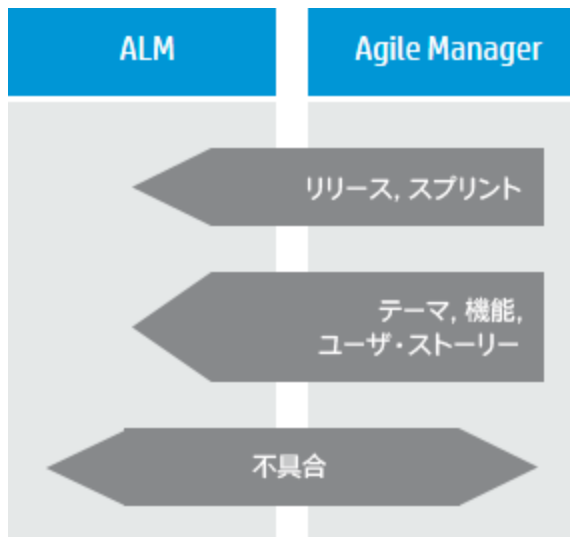 ALM
Agile Manager
リリース, スプリント
テーマ, 機能,
ユーザ・ストーリー
不具合